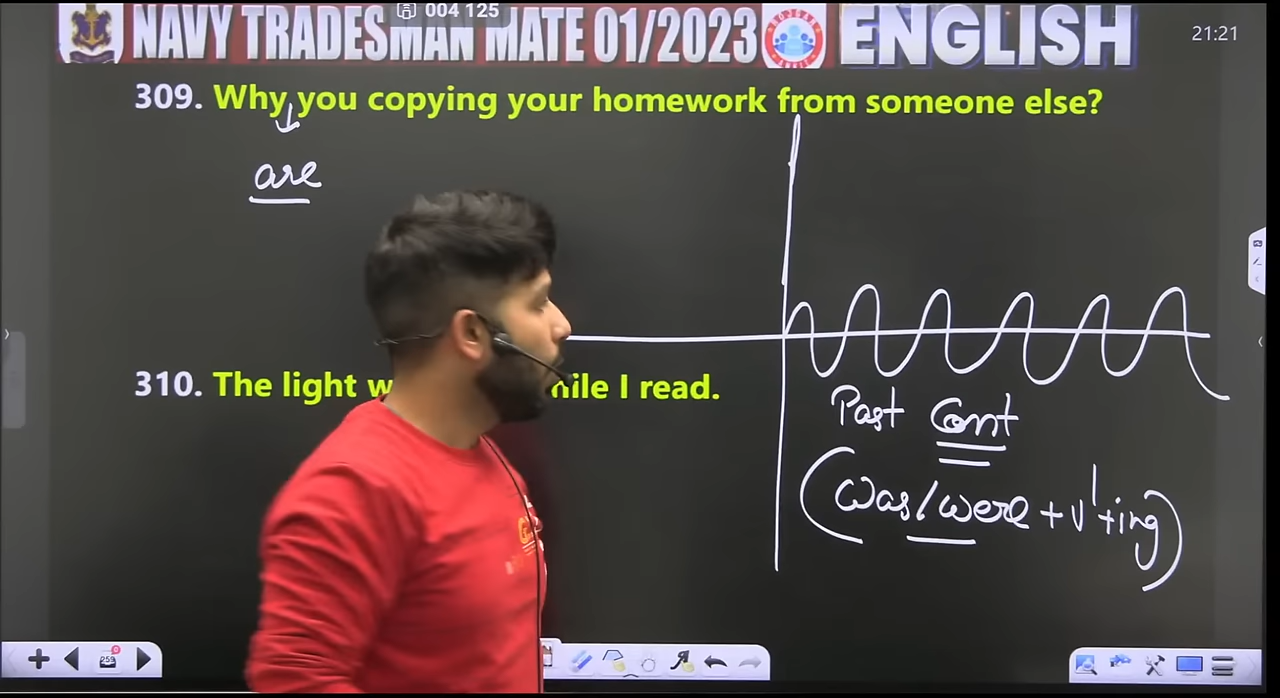 004 125
NAVY TRADESMAN MATE 01/2023 ENGLISH
21:21
309. Why you copying your homework from someone else?
are
310. The light w hile I read.
Past Cont
(was/were + v¹+ing)
259